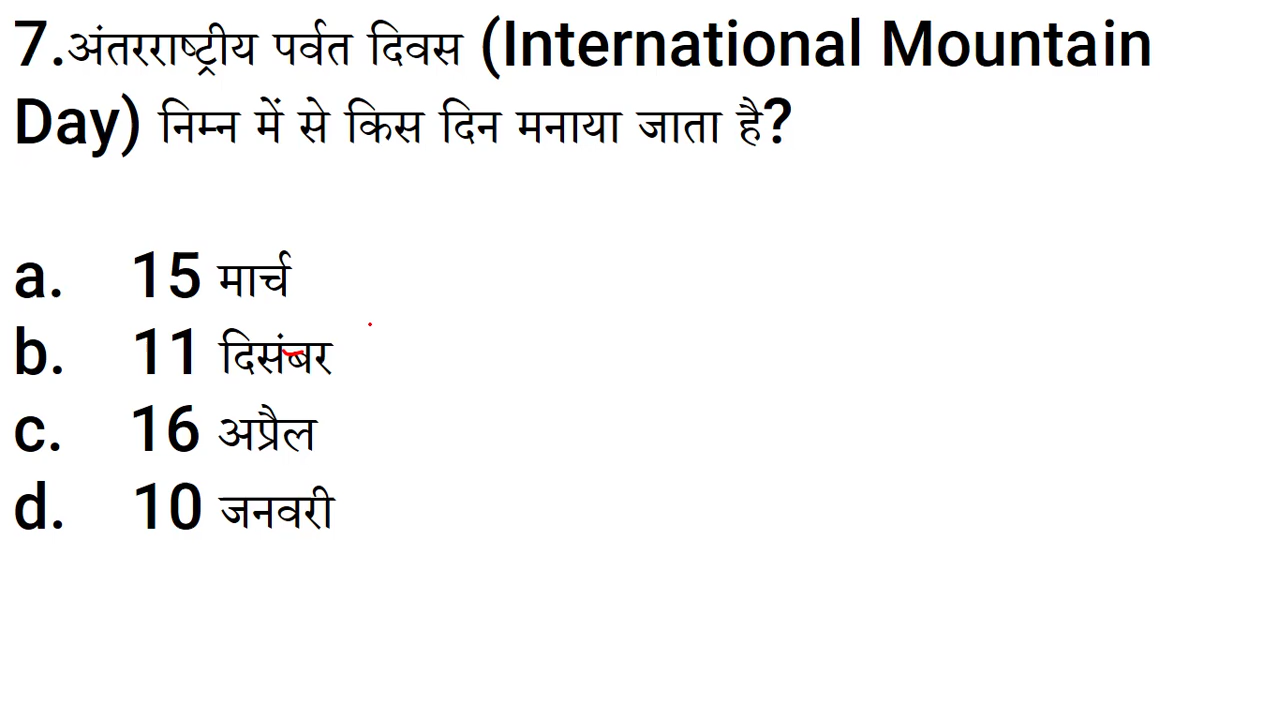 7.अंतरराष्ट्रीय पर्वत दिवस (International Mountain
Day) निम्न में से किस दिन मनाया जाता है?
a. 15 मार्च
b. 11 दिसंबर
c. 16 अप्रैल
d. 10 जनवरी